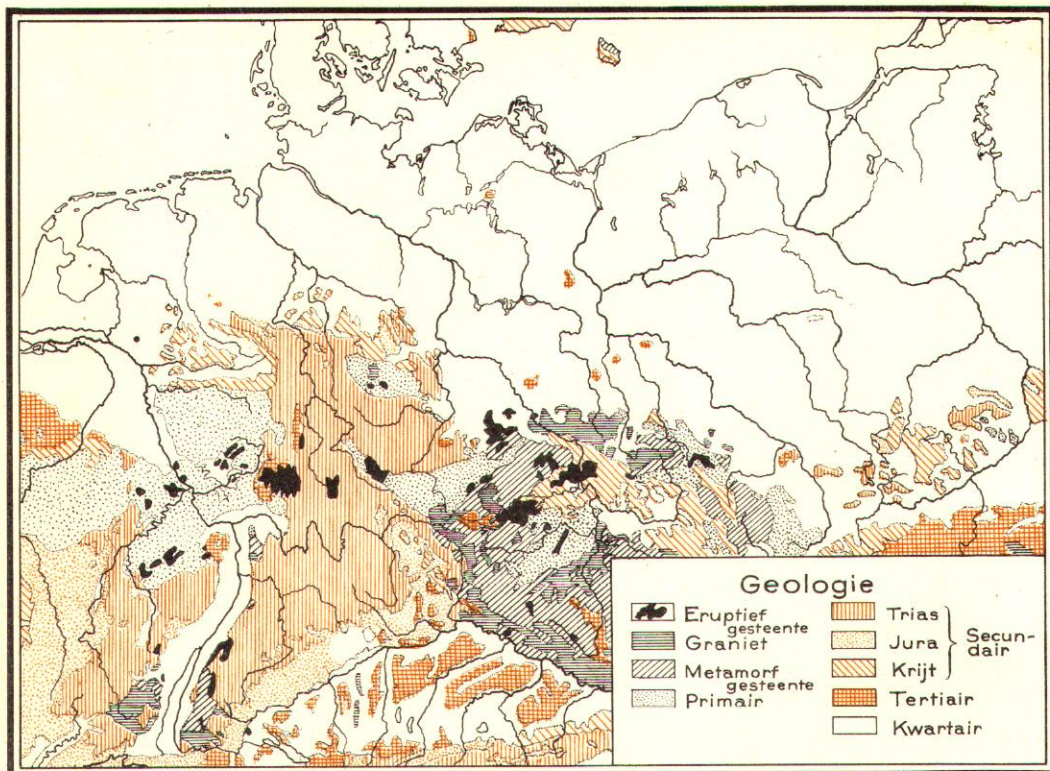 Geologie
Eruptief
gesteente
Graniet
Metamorf
gesteente
Primair
Trias
Jura
Krijt
Secun-
dair
Tertiair
Kwartair